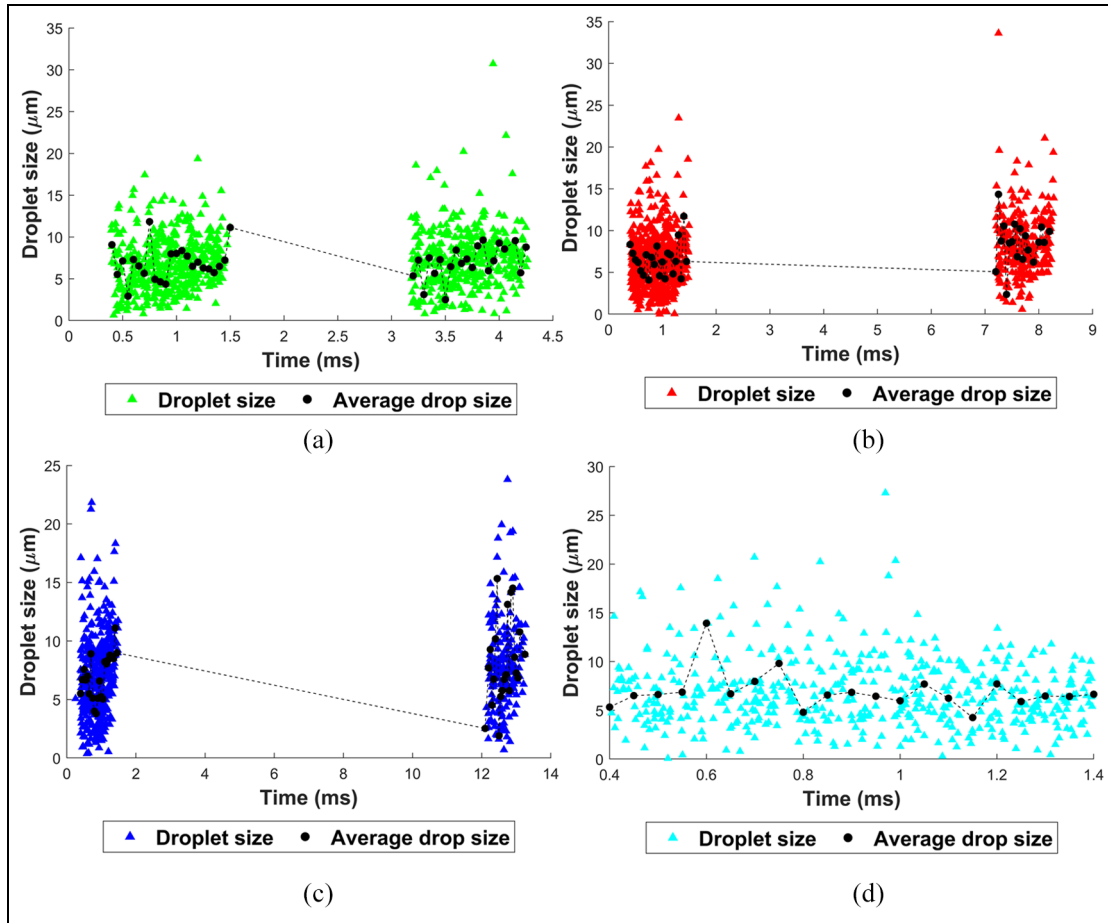 35
30
25
20
15
10
5
0
Droplet size (μm)
0 0.5 1 1.5 2 2.5 3 3.5 4 4.5
Time (ms)
Droplet size Average drop size
(a)
35
30
25
20
15
10
5
0
Droplet size (μm)
0 1 2 3 4 5 6 7 8 9
Time (ms)
Droplet size Average drop size
(b)
25
20
15
10
5
0
Droplet size (μm)
0 2 4 6 8 10 12 14
Time (ms)
Droplet size Average drop size
(c)
30
25
20
15
10
5
0
Droplet size (μm)
0.4 0.6 0.8 1 1.2 1.4
Time (ms)
Droplet size Average drop size
(d)